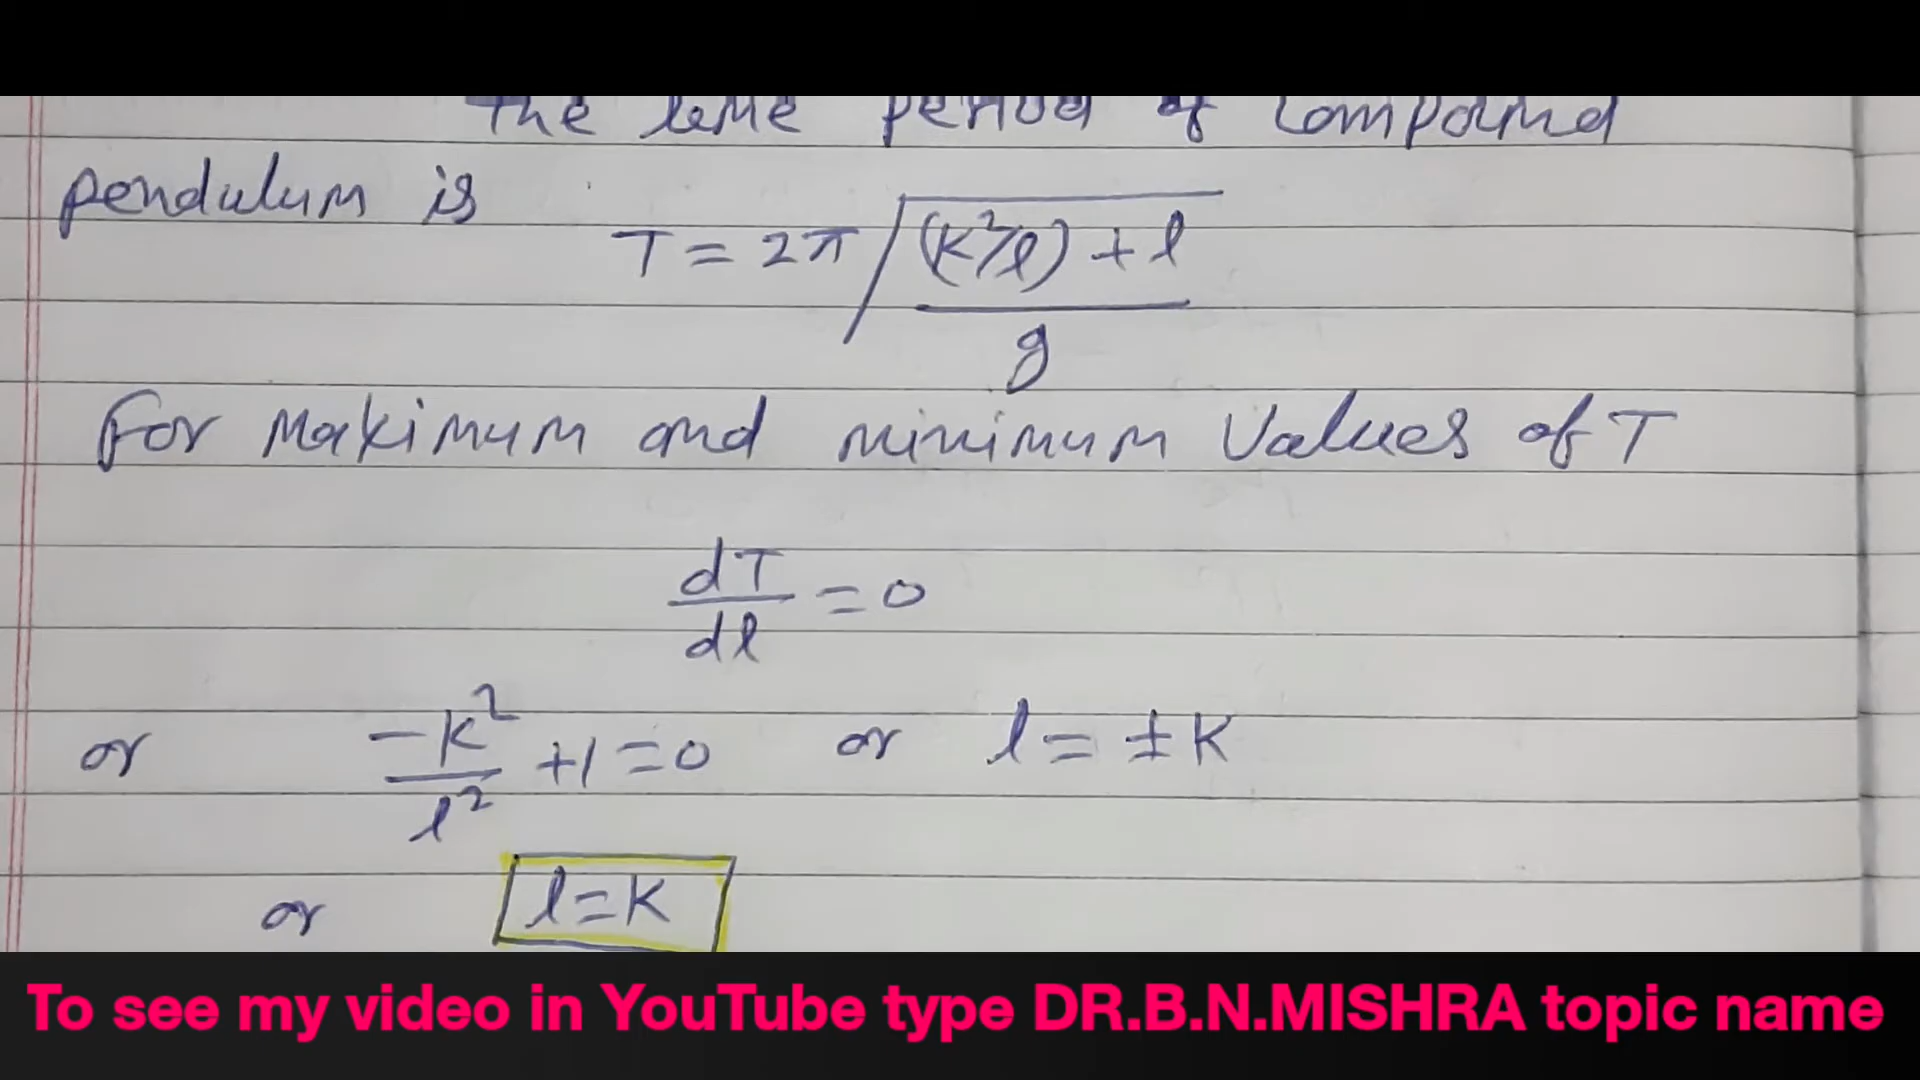 The time period of compound
pendulum is
T = 2π √((K²/l) + l / g)
For Maximum and minimum Values of T
dT/dl = 0
or -K²/l² + 1 = 0 or l = ± K
or l = K
To see my video in YouTube type DR.B.N.MISHRA topic name